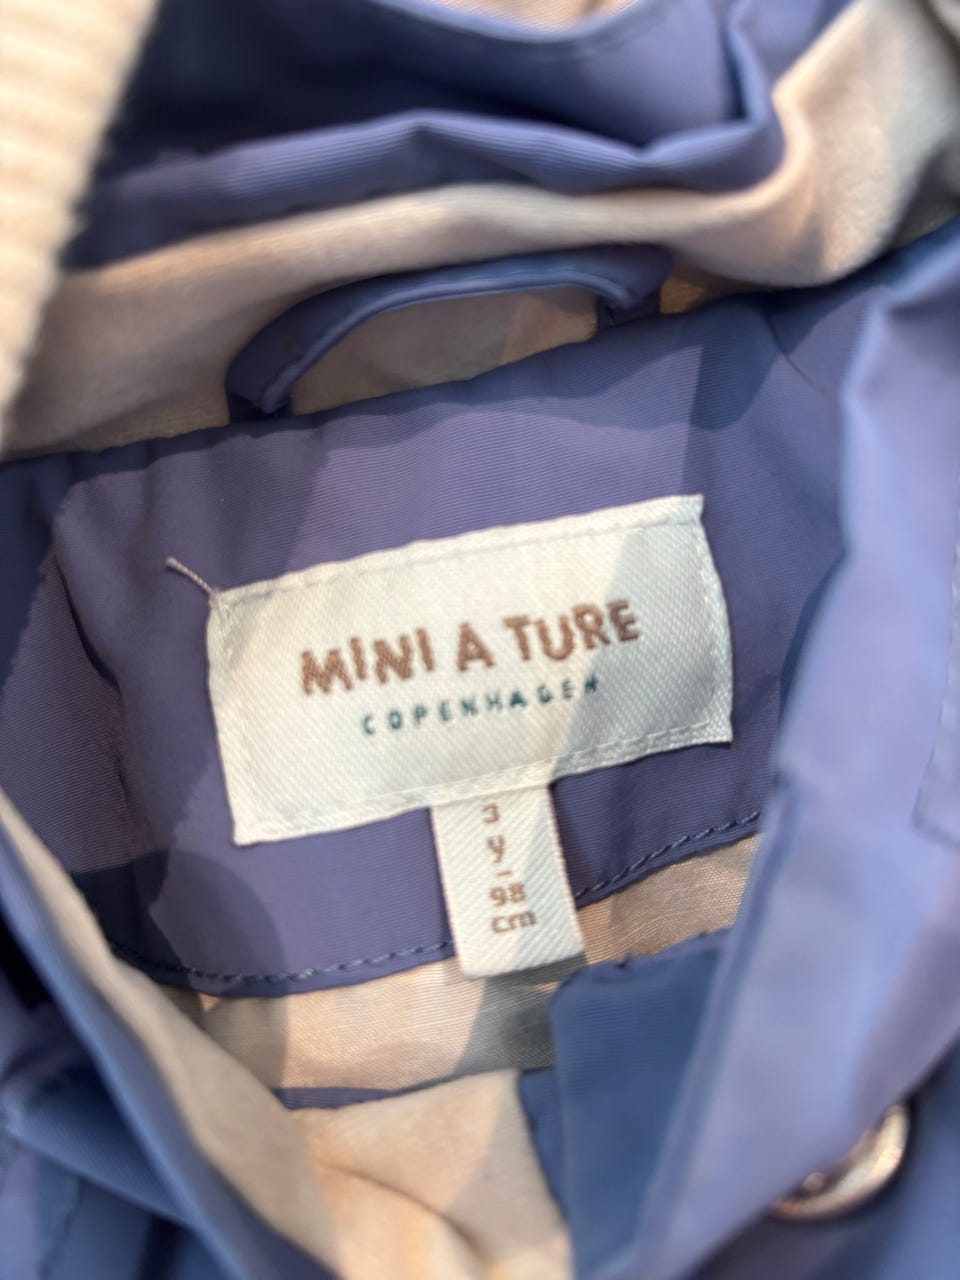 MINI A TURE
COPENHAGEN
3
y
-
98
cm